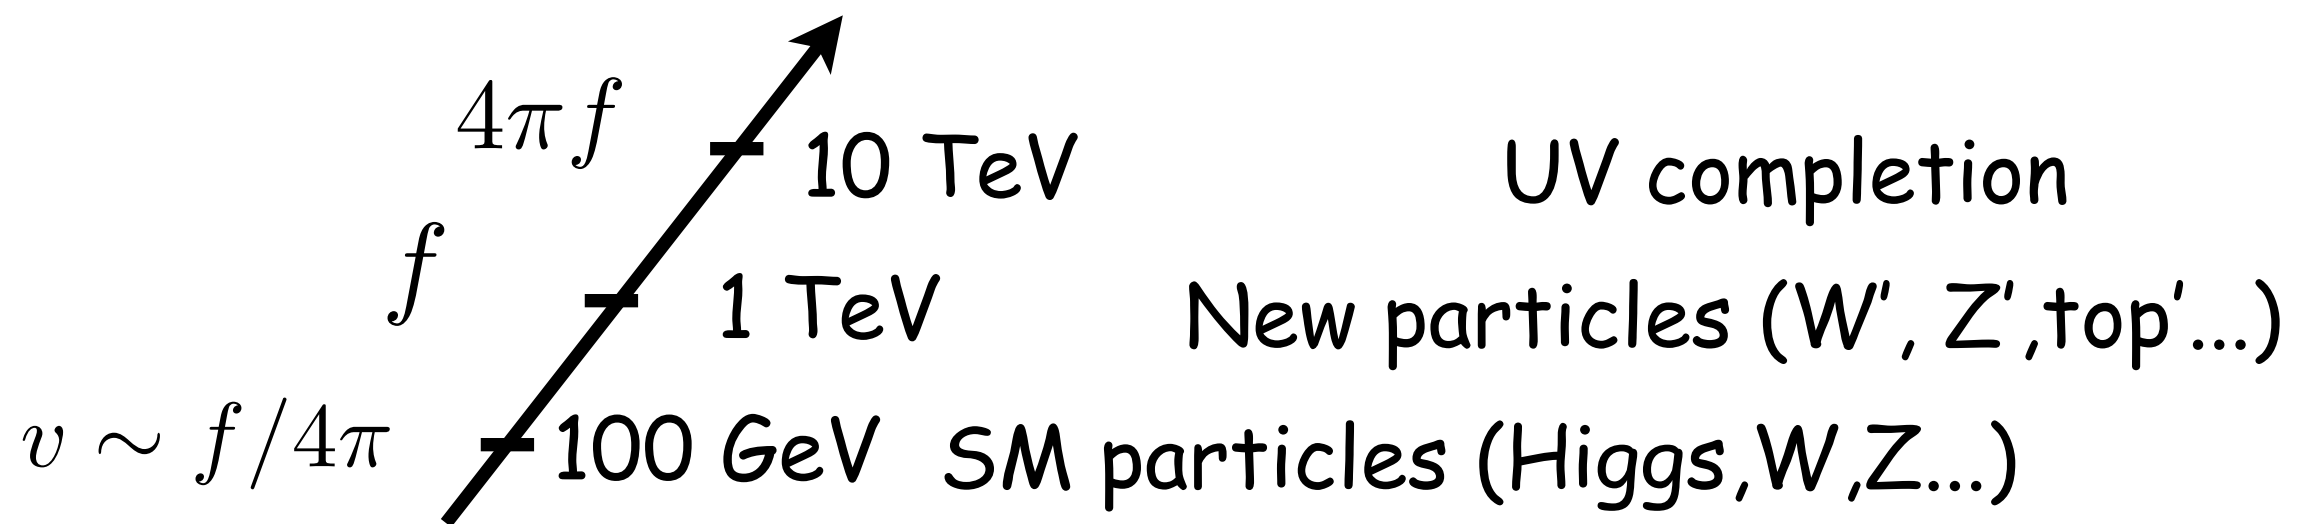 4πf 10 TeV UV completion
f 1 TeV New particles (W', Z',top'...)
v ~ f/4π 100 GeV SM particles (Higgs,W,Z...)